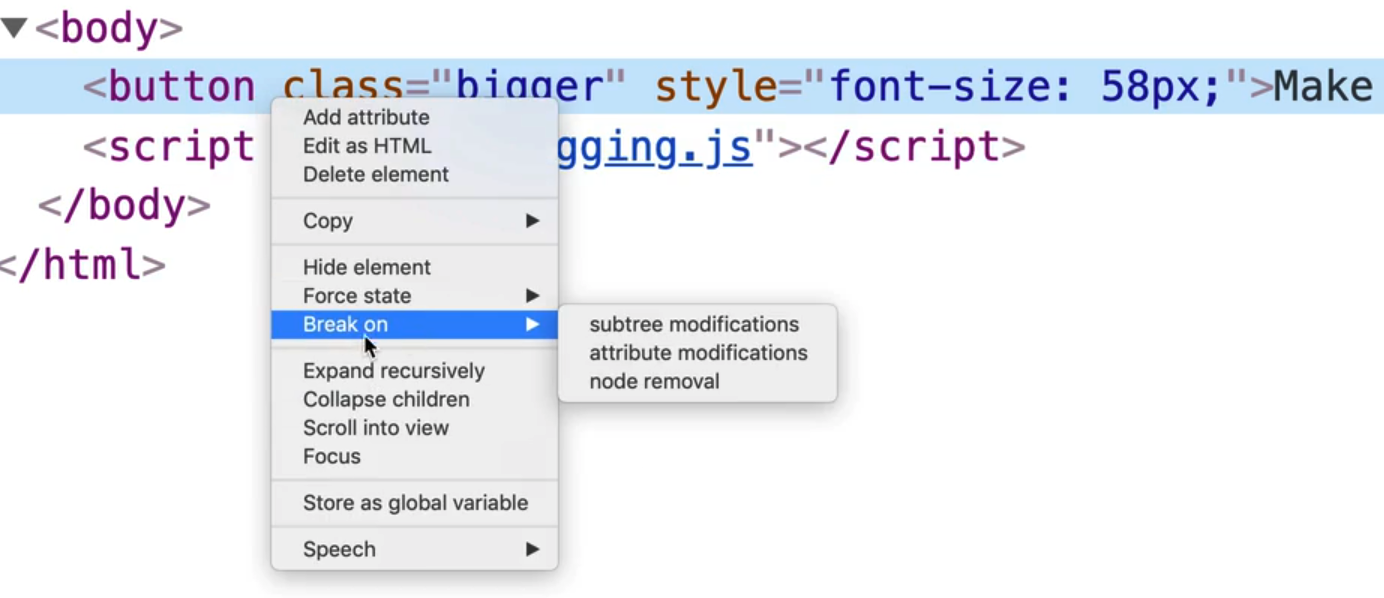 <body>
<button class="bigger" style="font-size: 58px;">Make
<script gging.js"></script>
</body>
</html>
Add attribute
Edit as HTML
Delete element
Copy
Hide element
Force state
Break on
subtree modifications
attribute modifications
node removal
Expand recursively
Collapse children
Scroll into view
Focus
Store as global variable
Speech